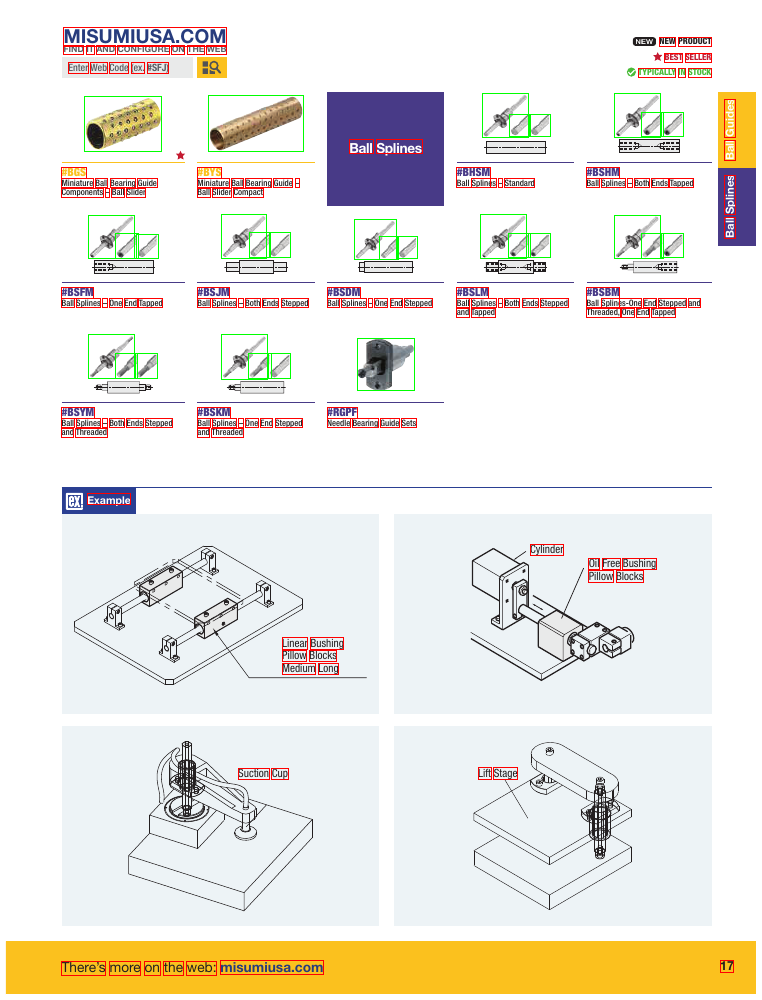 MISUMIUSA.COM
FIND IT AND CONFIGURE ON THE WEB
Enter Web Code (ex. #SFJ)
NEW NEW PRODUCT
BEST SELLER
TYPICALLY IN STOCK
Ball Guides
Ball Splines
#BGS
Miniature Ball Bearing Guide
Components – Ball Slider
#BYS
Miniature Ball Bearing Guide –
Ball Slider Compact
Ball Splines
#BHSM
Ball Splines – Standard
#BSHM
Ball Splines – Both Ends Tapped
#BSFM
Ball Splines – One End Tapped
#BSJM
Ball Splines – Both Ends Stepped
#BSDM
Ball Splines – One End Stepped
#BSLM
Ball Splines – Both Ends Stepped
and Tapped
#BSBM
Ball Splines-One End Stepped and
Threaded, One End Tapped
#BSYM
Ball Splines – Both Ends Stepped
and Threaded
#BSKM
Ball Splines – One End Stepped
and Threaded
#RGPF
Needle Bearing Guide Sets
ex! Example
Linear Bushing
Pillow Blocks
Medium Long
Cylinder
Oil Free Bushing
Pillow Blocks
Suction Cup
Lift Stage
There's more on the web: misumiusa.com
17